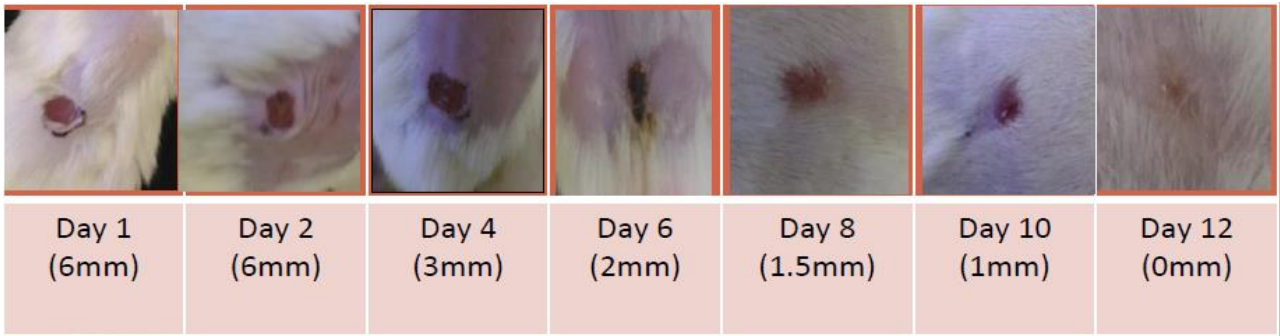 Day 1
(6mm)
Day 2
(6mm)
Day 4
(3mm)
Day 6
(2mm)
Day 8
(1.5mm)
Day 10
(1mm)
Day 12
(0mm)